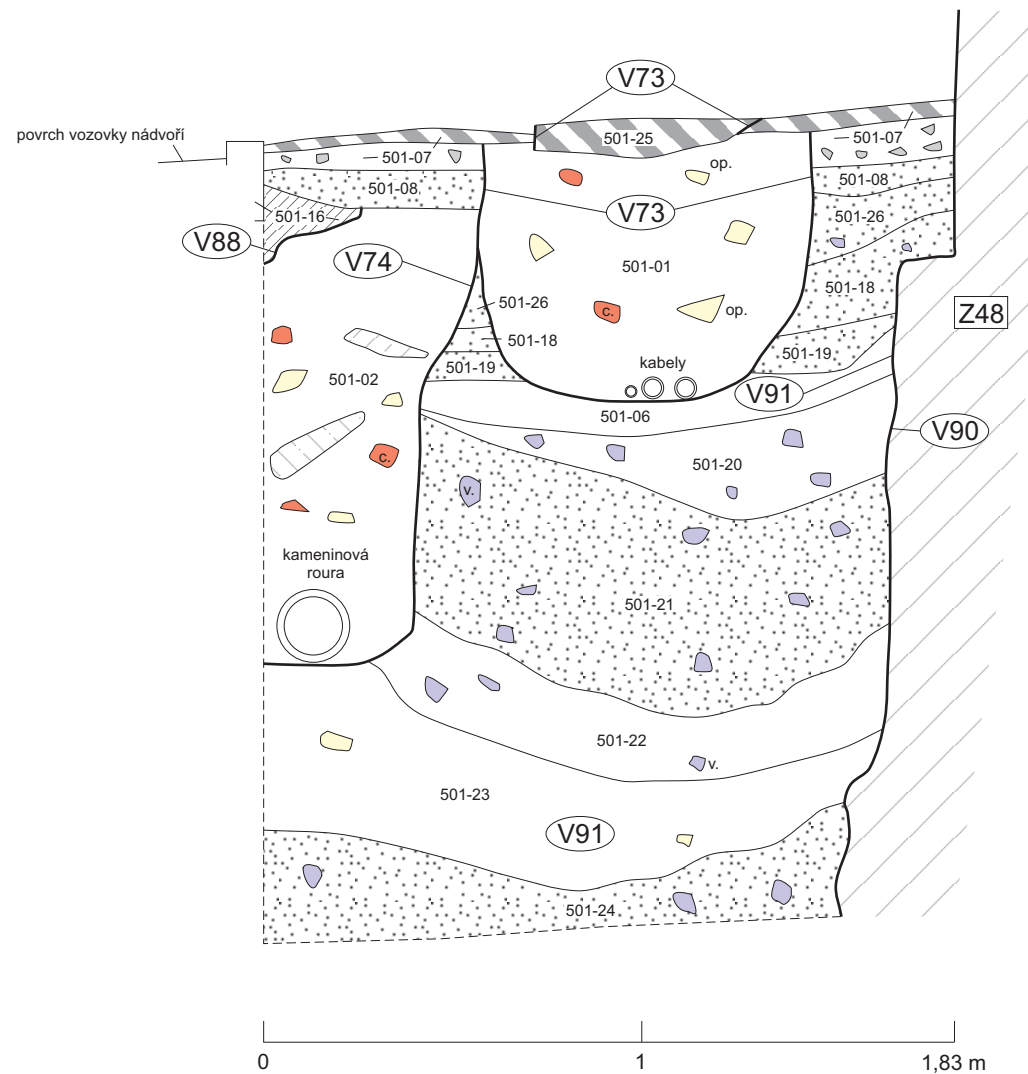 V73
povrch vozovky nádvoří
501-25
501-07
501-07
op.
501-08
501-08
V73
501-16
501-26
V88
V74
501-01
501-18
501-26
c.
op.
Z48
501-18
501-19
kabely
501-19
501-02
V91
501-06
V90
c.
501-20
v.
kameninová
roura
501-21
501-22
v.
501-23
V91
501-24
0
1
1,83 m